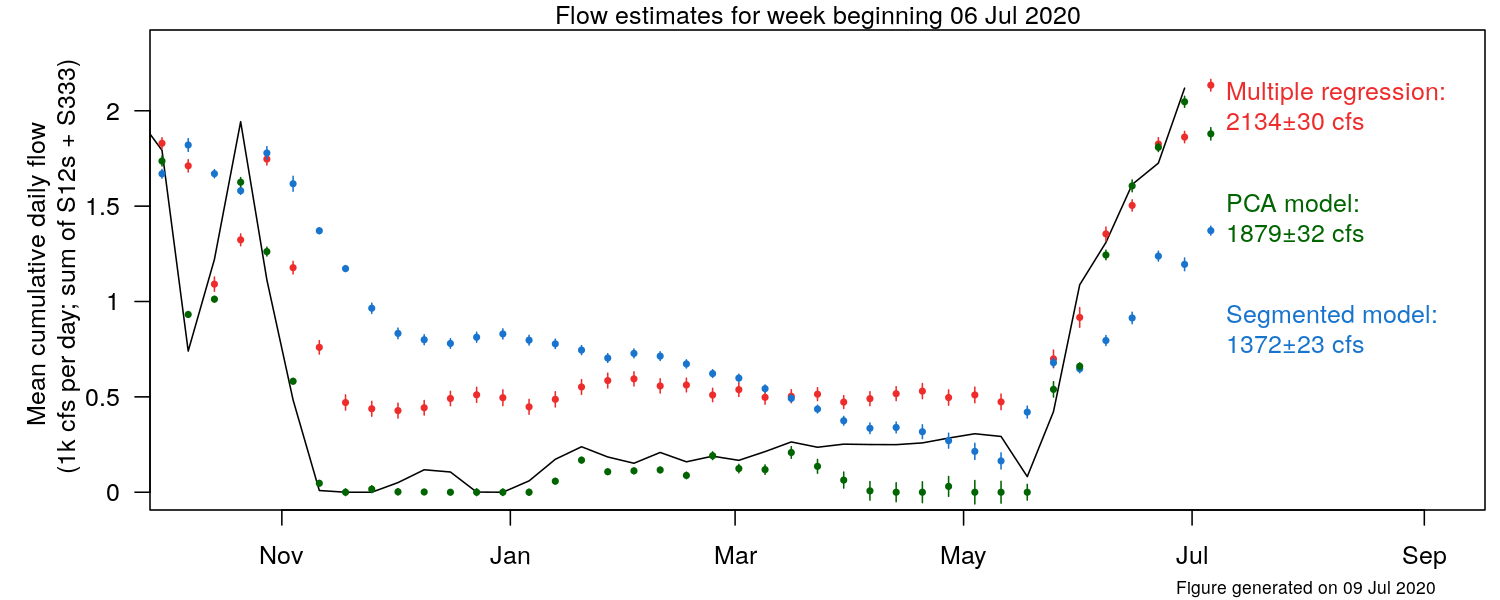 Flow estimates for week beginning 06 Jul 2020
Mean cumulative daily flow
(1k cfs per day; sum of S12s + S333)
2
1.5
1
0.5
0
Multiple regression:
2134±30 cfs
PCA model:
1879±32 cfs
Segmented model:
1372±23 cfs
Nov Jan Mar May Jul Sep
Figure generated on 09 Jul 2020